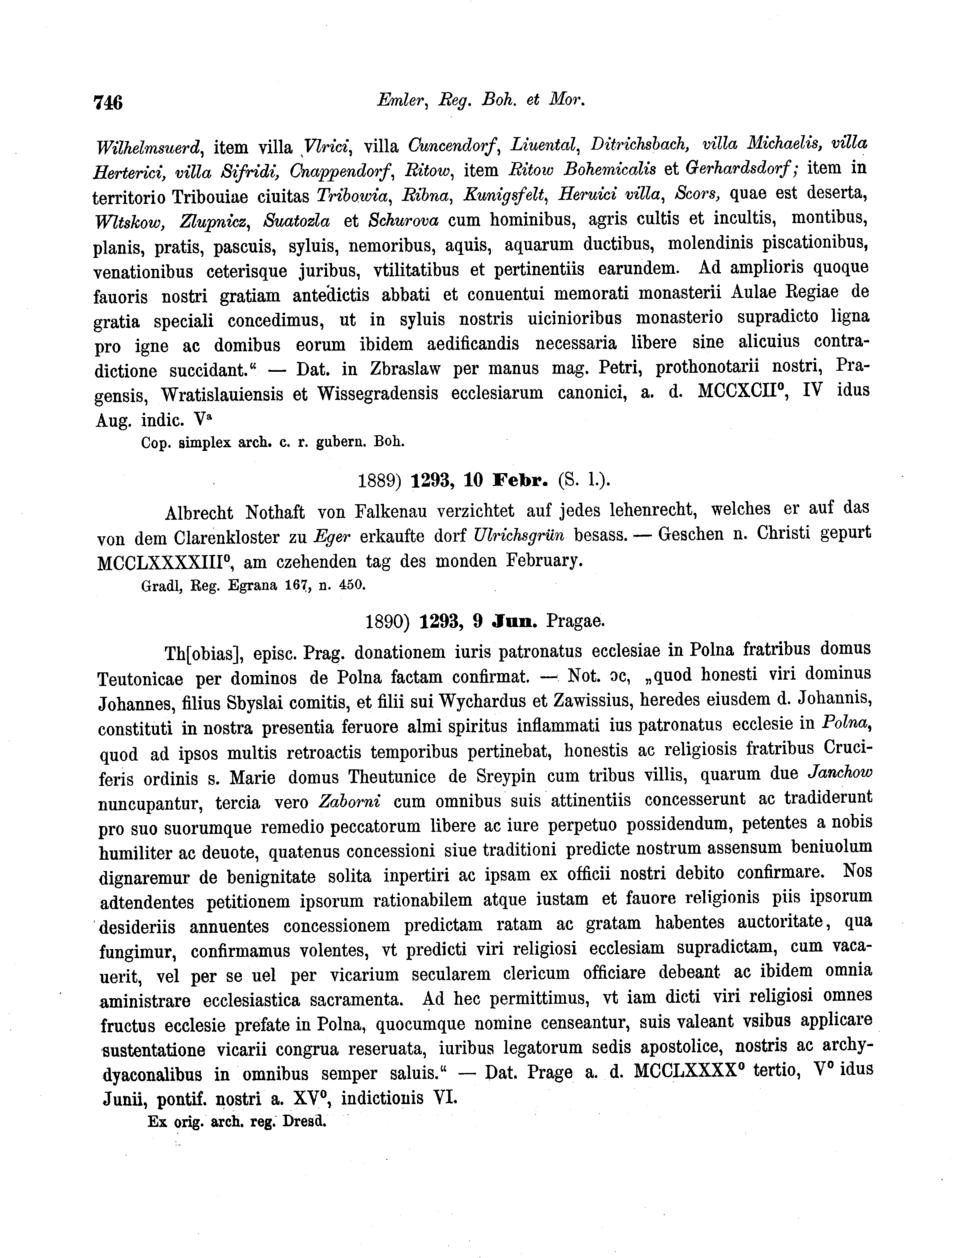 746
Emler, Reg. Boh. et Mor.
Wilhelmsuerd, item villa Vlrici, villa Cuncendorf, Liuental, Ditrichsbach, villa Michaelis, villa
Herterici, villa Sifridi, Cnappendorf, Ritow, item Ritow Bohemicalis et Gerhardsdorf; item in
territorio Tribouiae ciuitas Tribowia, Ribna, Kunigsfelt, Heruici villa, Scors, quae est deserta,
Wltskow, Zlupnicz, Suatozla et Schurova cum hominibus, agris cultis et incultis, montibus,
planis, pratis, pascuis, syluis, nemoribus, aquis, aquarum ductibus, molendinis piscationibus,
venationibus ceterisque juribus, vtilitatibus et pertinentiis earundem. Ad amplioris quoque
fauoris nostri gratiam antedictis abbati et conuentui memorati monasterii Aulae Regiae de
gratia speciali concedimus, ut in syluis nostris uicinioribus monasterio supradicto ligna
pro igne ac domibus eorum ibidem aedificandis necessaria libere sine alicuius contra-
dictione succidant.“ — Dat. in Zbraslaw per manus mag. Petri, prothonotarii nostri, Pra-
gensis, Wratislauiensis et Wissegradensis ecclesiarum canonici, a. d. MCCXCIIº, IV idus
Aug. indic. Vª
Cop. simplex arch. c. r. gubern. Boh.
1889) 1293, 10 Febr. (S. l.).
Albrecht Nothaft von Falkenau verzichtet auf jedes lehenrecht, welches er auf das
von dem Clarenkloster zu Eger erkaufte dorf Ulrichsgrün besass. — Geschen n. Christi gepurt
MCCLXXXXIIIº, am czehenden tag des monden February.
Gradl, Reg. Egrana 167, n. 450.
1890) 1293, 9 Jun. Pragae.
Th[obias], episc. Prag. donationem iuris patronatus ecclesiae in Polna fratribus domus
Teutonicae per dominos de Polna factam confirmat. — Not. ɔc, „quod honesti viri dominus
Johannes, filius Sbyslai comitis, et filii sui Wychardus et Zawissius, heredes eiusdem d. Johannis,
constituti in nostra presentia feruore almi spiritus inflammati ius patronatus ecclesie in Polna,
quod ad ipsos multis retroactis temporibus pertinebat, honestis ac religiosis fratribus Cruci-
feris ordinis s. Marie domus Theutunice de Sreypin cum tribus villis, quarum due Janchow
nuncupantur, tercia vero Zaborni cum omnibus suis attinentiis concesserunt ac tradiderunt
pro suo suorumque remedio peccatorum libere ac iure perpetuo possidendum, petentes a nobis
humiliter ac deuote, quatenus concessioni siue traditioni predicte nostrum assensum beniuolum
dignaremur de benignitate solita inpertiri ac ipsam ex officii nostri debito confirmare. Nos
adtendentes petitionem ipsorum rationabilem atque iustam et fauore religionis piis ipsorum
desideriis annuentes concessionem predictam ratam ac gratam habentes auctoritate, qua
fungimur, confirmamus volentes, vt predicti viri religiosi ecclesiam supradictam, cum vaca-
uerit, vel per se uel per vicarium secularem clericum officiare debeant ac ibidem omnia
aministrare ecclesiastica sacramenta. Ad hec permittimus, vt iam dicti viri religiosi omnes
fructus ecclesie prefate in Polna, quocumque nomine censeantur, suis valeant vsibus applicare
sustentatione vicarii congrua reseruata, iuribus legatorum sedis apostolice, nostris ac archy-
dyaconalibus in omnibus semper saluis.“ — Dat. Prage a. d. MCCLXXXXº tertio, Vº idus
Junii, pontif. nostri a. XVº, indictionis VI.
Ex orig. arch. reg. Dresd.